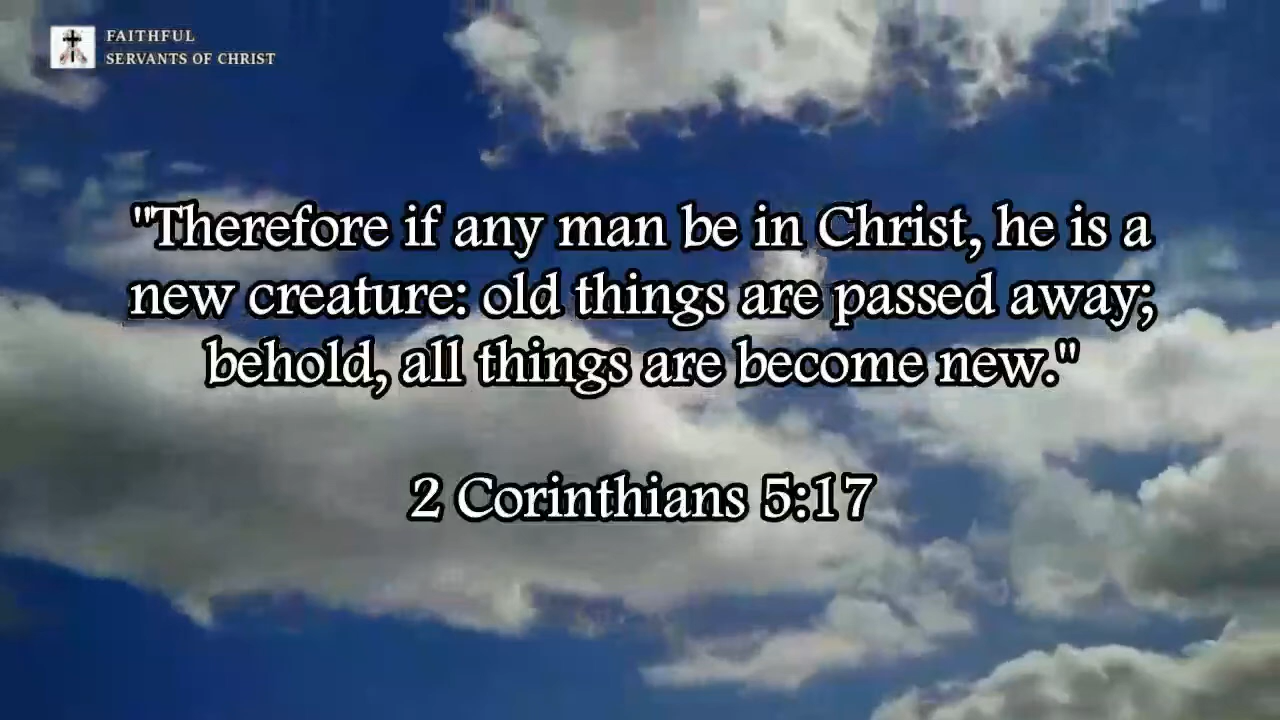 FAITHFUL
SERVANTS OF CHRIST
"Therefore if any man be in Christ, he is a
new creature: old things are passed away;
behold, all things are become new."
2 Corinthians 5:17